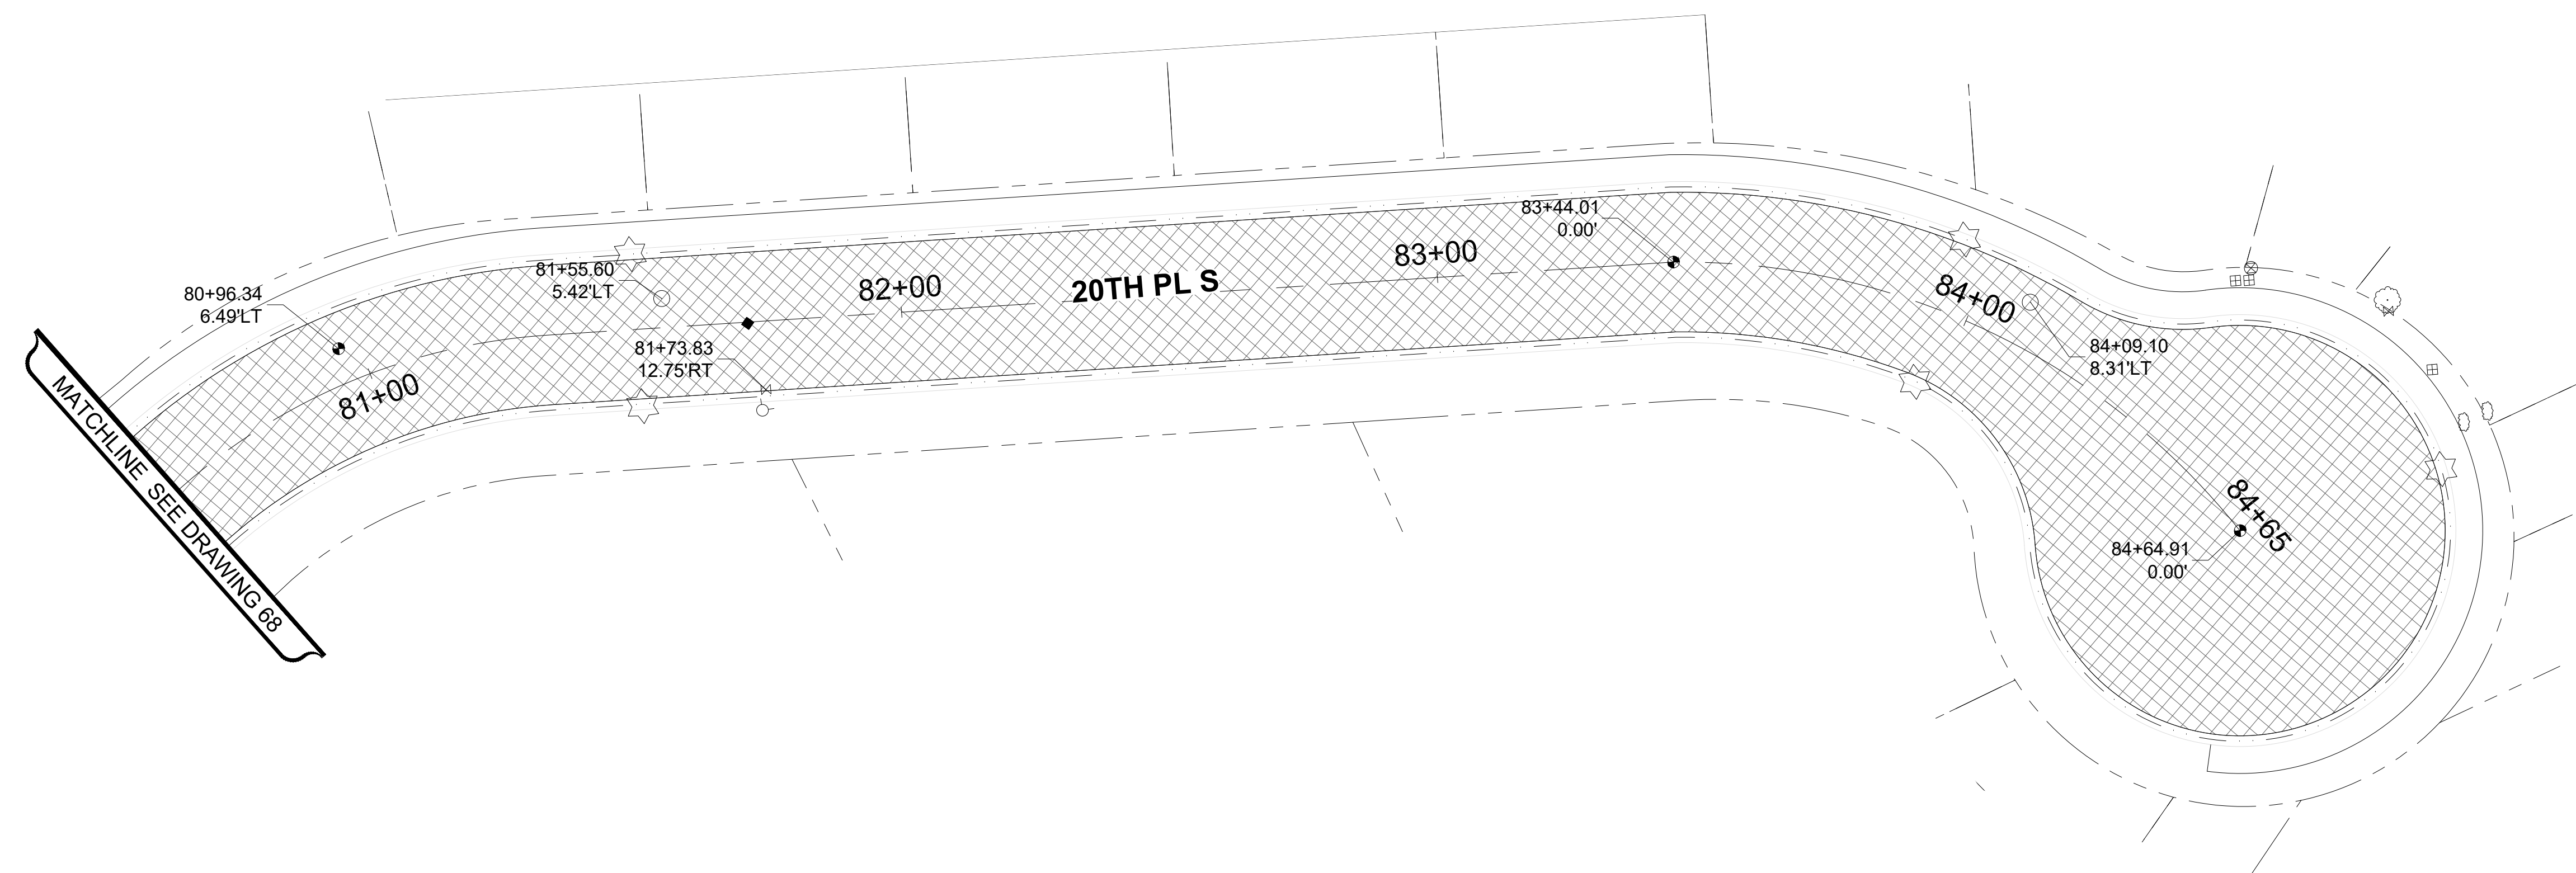 83+44.01
0.00'
83+00
20TH PL S
82+00
81+55.60
5.42'LT
80+96.34
6.49'LT
84+00
81+73.83
12.75'RT
84+09.10
8.31'LT
81+00
MATCHLINE SEE DRAWING 68
84+65
84+64.91
0.00'